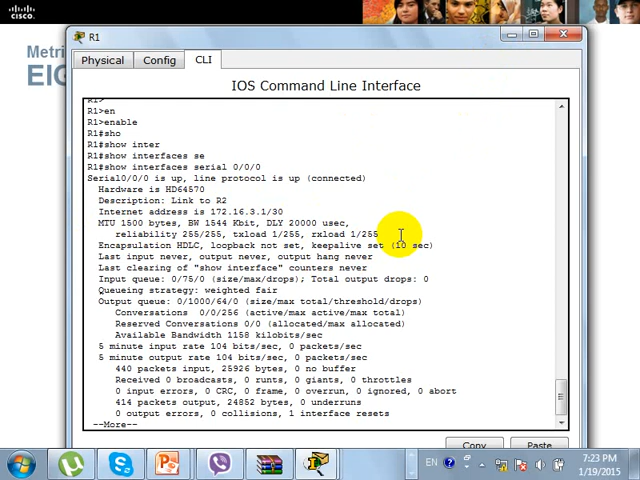 CISCO
Metri
EIG
R1
Physical
Config
CLI
IOS Command Line Interface
R1>
R1>en
R1>enable
R1#sho
R1#show inter
R1#show interfaces se
R1#show interfaces serial 0/0/0
Serial0/0/0 is up, line protocol is up (connected)
Hardware is HD64570
Description: Link to R2
Internet address is 172.16.3.1/30
MTU 1500 bytes, BW 1544 Kbit, DLY 20000 usec,
reliability 255/255, txload 1/255, rxload 1/255
Encapsulation HDLC, loopback not set, keepalive set (10 sec)
Last input never, output never, output hang never
Last clearing of "show interface" counters never
Input queue: 0/75/0 (size/max/drops); Total output drops: 0
Queueing strategy: weighted fair
Output queue: 0/1000/64/0 (size/max total/threshold/drops)
Conversations 0/0/256 (active/max active/max total)
Reserved Conversations 0/0 (allocated/max allocated)
Available Bandwidth 1158 kilobits/sec
5 minute input rate 104 bits/sec, 0 packets/sec
5 minute output rate 104 bits/sec, 0 packets/sec
440 packets input, 25926 bytes, 0 no buffer
Received 0 broadcasts, 0 runts, 0 giants, 0 throttles
0 input errors, 0 CRC, 0 frame, 0 overrun, 0 ignored, 0 abort
414 packets output, 24852 bytes, 0 underruns
0 output errors, 0 collisions, 1 interface resets
--More--
Copy
Paste
EN
7:23 PM
1/19/2015